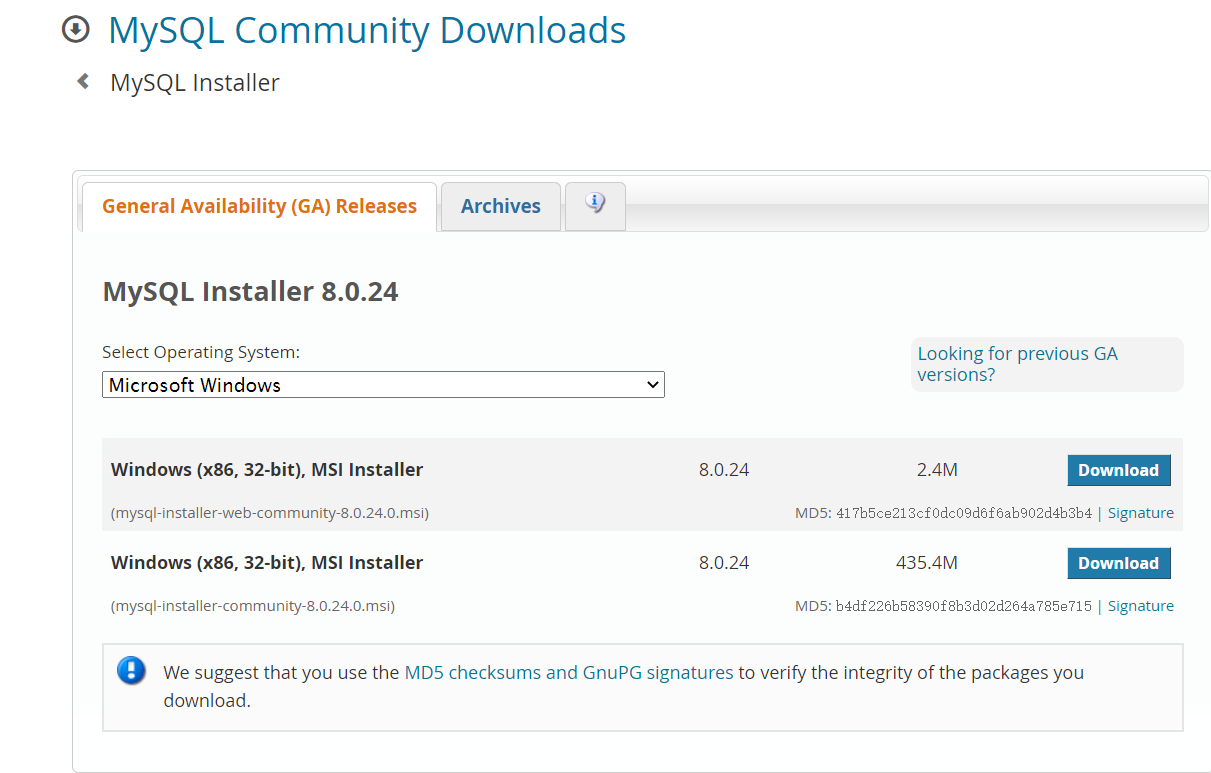 MySQL Community Downloads
MySQL Installer
General Availability (GA) Releases Archives
MySQL Installer 8.0.24
Select Operating System:
Looking for previous GA
versions?
Microsoft Windows
Windows (x86, 32-bit), MSI Installer 8.0.24 2.4M Download
(mysql-installer-web-community-8.0.24.0.msi) MD5: 417b5ce213cf0dc09d6f6ab902d4b3b4 | Signature
Windows (x86, 32-bit), MSI Installer 8.0.24 435.4M Download
(mysql-installer-community-8.0.24.0.msi) MD5: b4df226b58390f8b3d02d264a785e715 | Signature
We suggest that you use the MD5 checksums and GnuPG signatures to verify the integrity of the packages you
download.